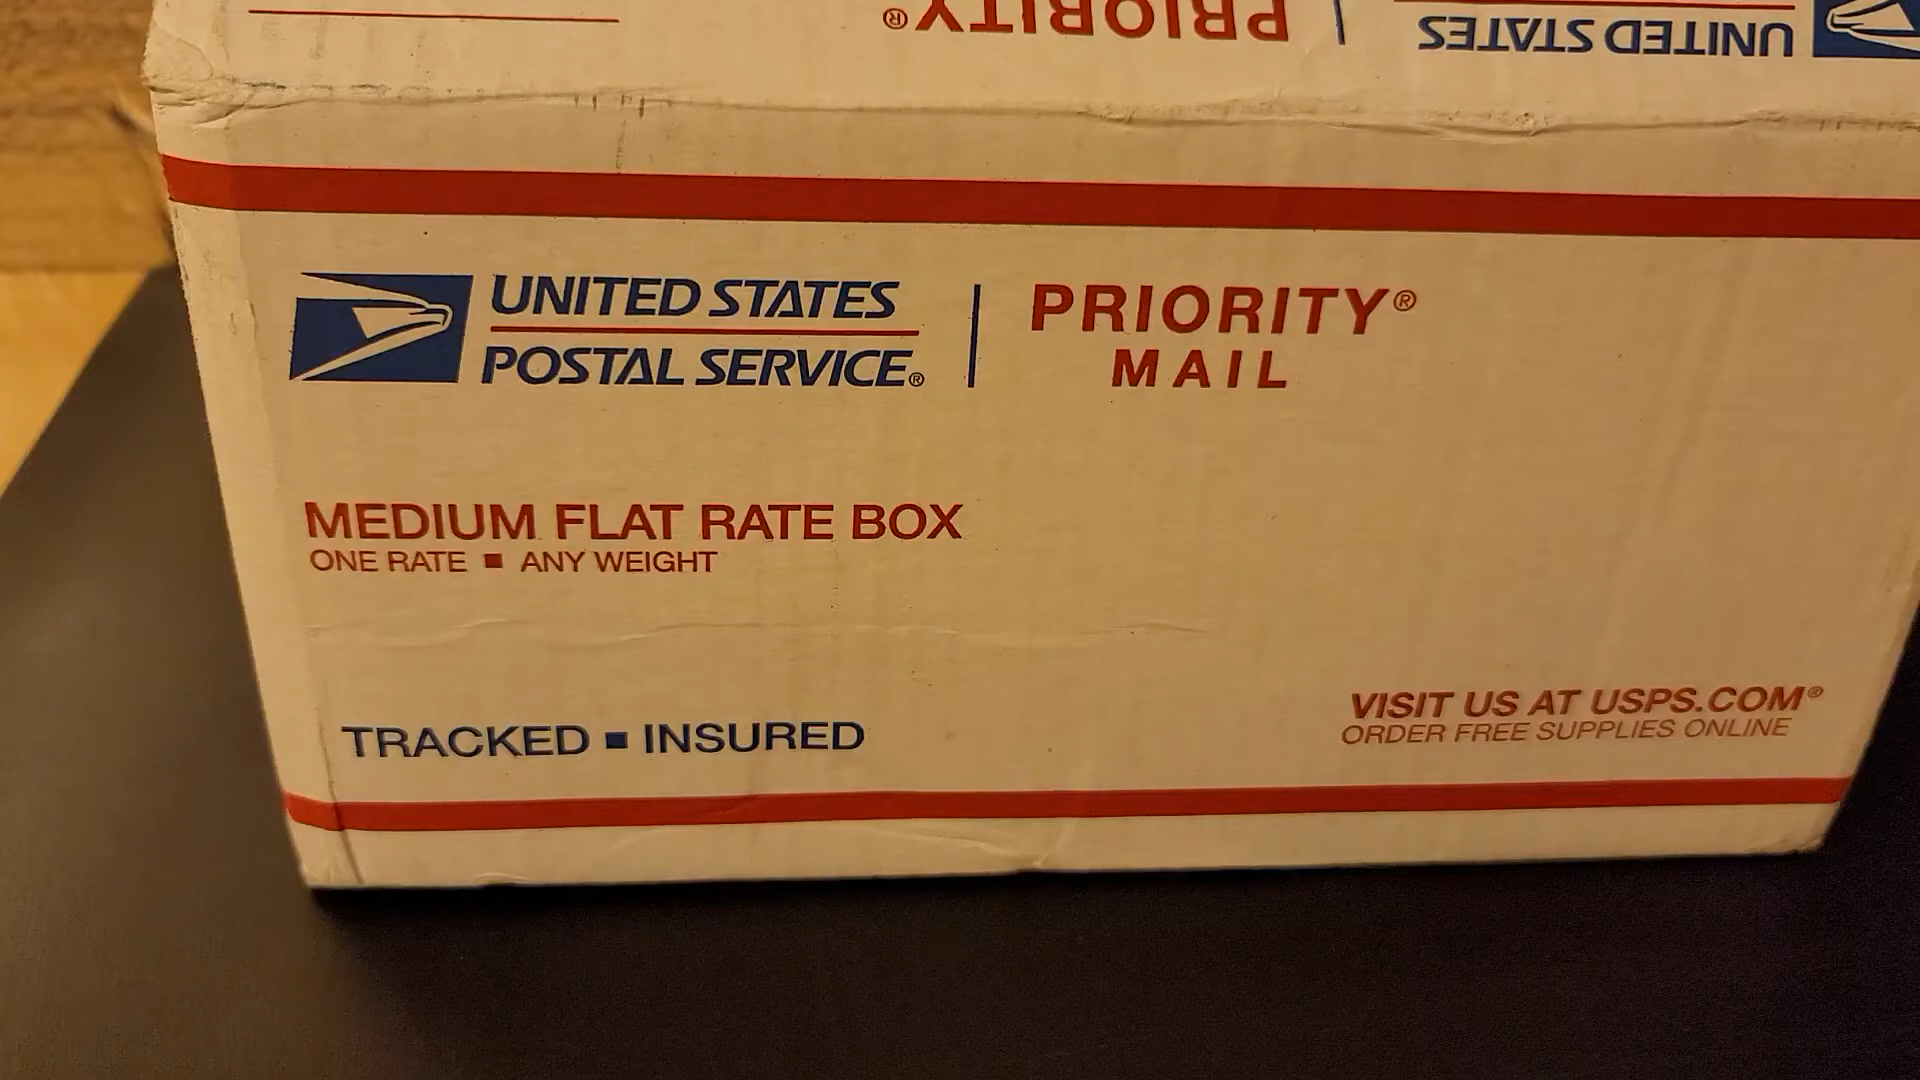 PRIORITY®
UNITED STATES
UNITED STATES
POSTAL SERVICE®
PRIORITY®
MAIL
MEDIUM FLAT RATE BOX
ONE RATE ■ ANY WEIGHT
TRACKED ■ INSURED
VISIT US AT USPS.COM®
ORDER FREE SUPPLIES ONLINE